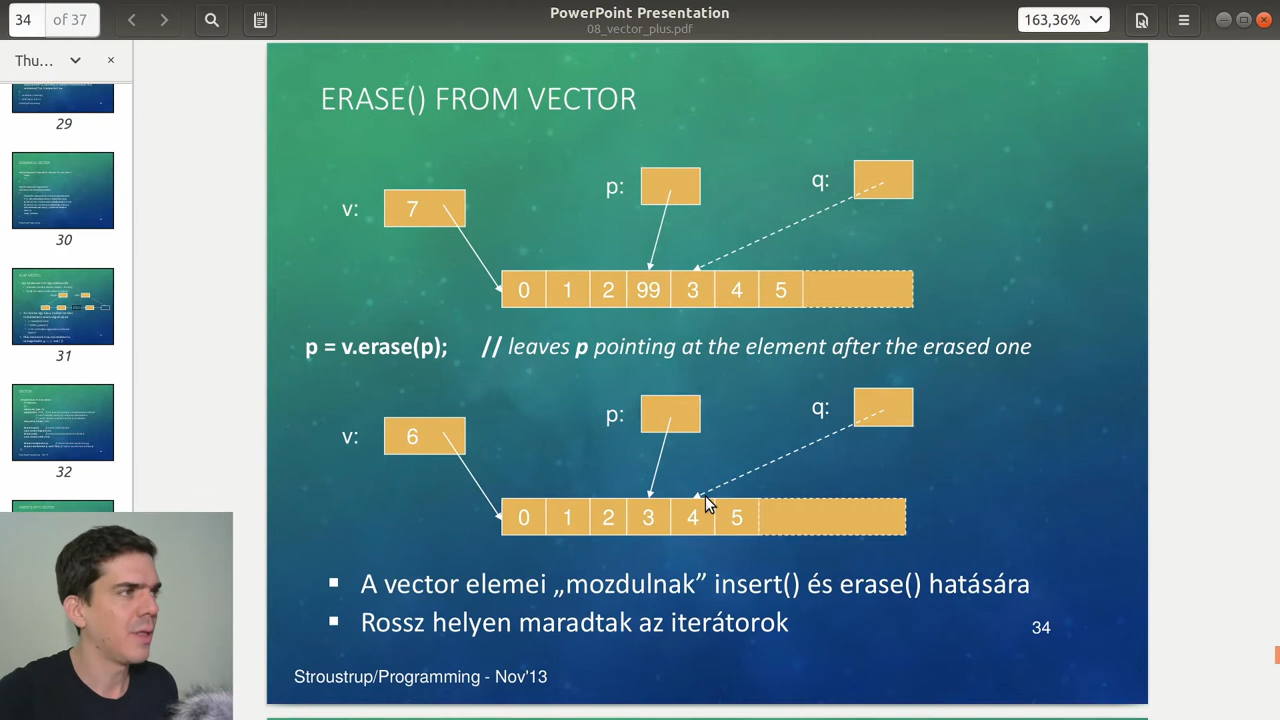 34 of 37
PowerPoint Presentation
08_vector_plus.pdf
163,36%
Thu...
29
30
31
32
ERASE() FROM VECTOR
v: 7
p:
q:
0 1 2 99 3 4 5
p = v.erase(p); // leaves p pointing at the element after the erased one
v: 6
p:
q:
0 1 2 3 4 5
▪ A vector elemei „mozdulnak” insert() és erase() hatására
▪ Rossz helyen maradtak az iterátorok
34
Stroustrup/Programming - Nov'13